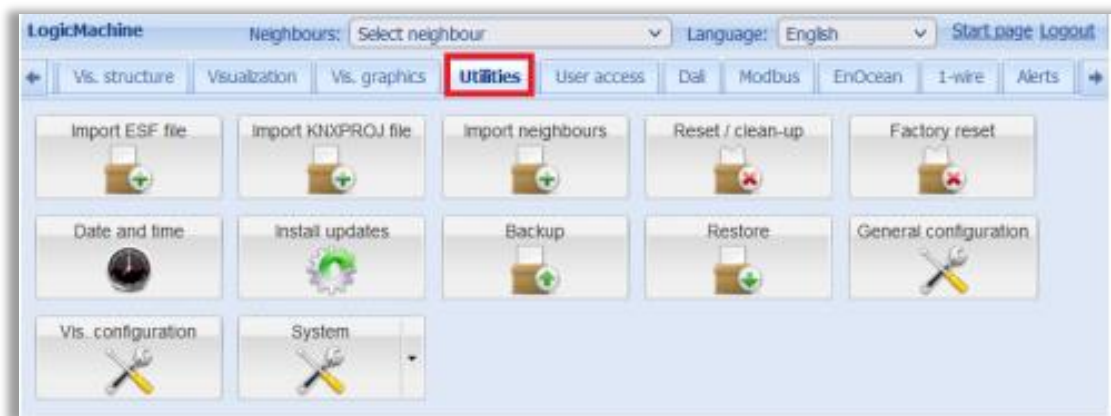 LogicMachine Neighbours: Select neighbour Language: English Start page Logout
Vis. structure Visualization Vis. graphics Utilities User access Dali Modbus EnOcean 1-wire Alerts
Import ESF file Import KNXPROJ file Import neighbours Reset / clean-up Factory reset
Date and time Install updates Backup Restore General configuration
Vis. configuration System